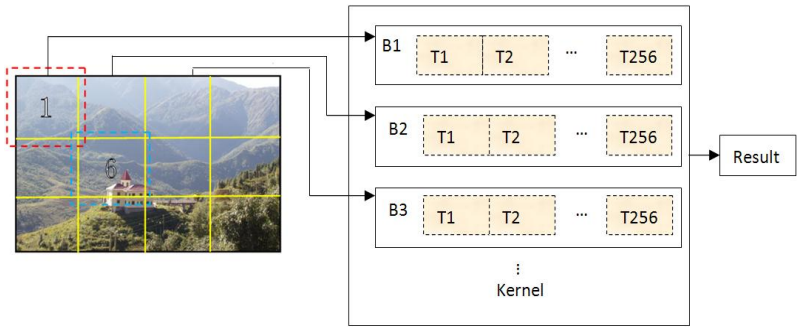 1
6
B1
T1 T2 ... T256
B2
T1 T2 ... T256
B3
T1 T2 ... T256
⋮
Kernel
Result